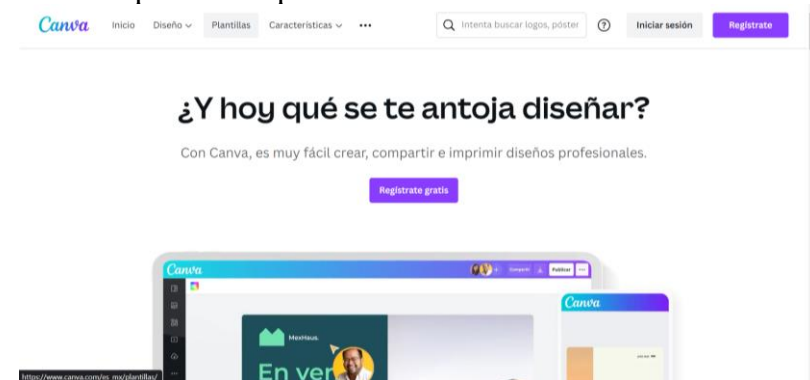 Canva Inicio Diseño Plantillas Características ••• Intenta buscar logos, póster ? Iniciar sesión Regístrate
¿Y hoy qué se te antoja diseñar?
Con Canva, es muy fácil crear, compartir e imprimir diseños profesionales.
Regístrate gratis
Canva + Compartir Publicar •••
Canva
MexHaus.
En ven
https://www.canva.com/es_mx/plantillas/